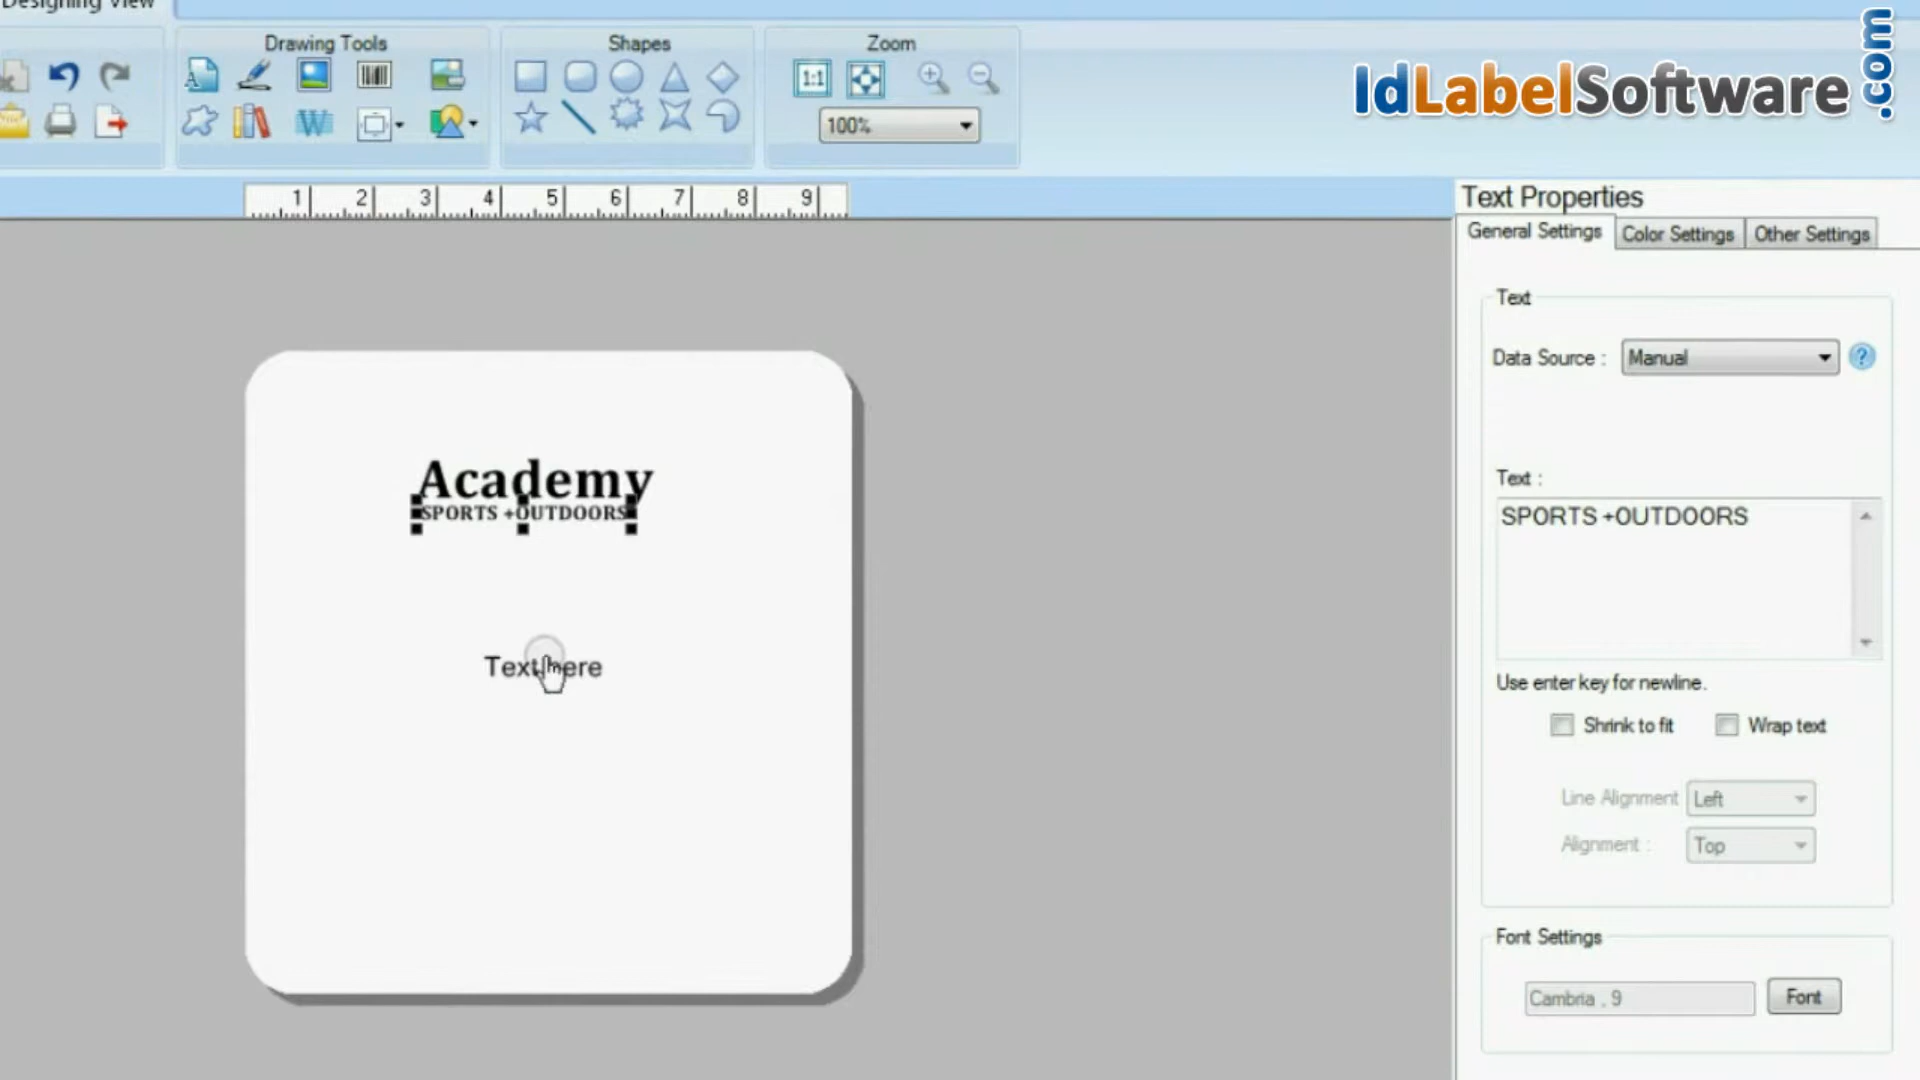 Designing View
IdLabelSoftware.com
Drawing Tools
Shapes
Zoom
1:1
100%
1 2 3 4 5 6 7 8 9
Text Properties
General Settings
Color Settings
Other Settings
Text
Data Source :
Manual
?
Text :
SPORTS +OUTDOORS
Use enter key for newline.
Shrink to fit
Wrap text
Line Alignment
Left
Alignment :
Top
Font Settings
Cambria , 9
Font
Academy
SPORTS +OUTDOORS
Text here